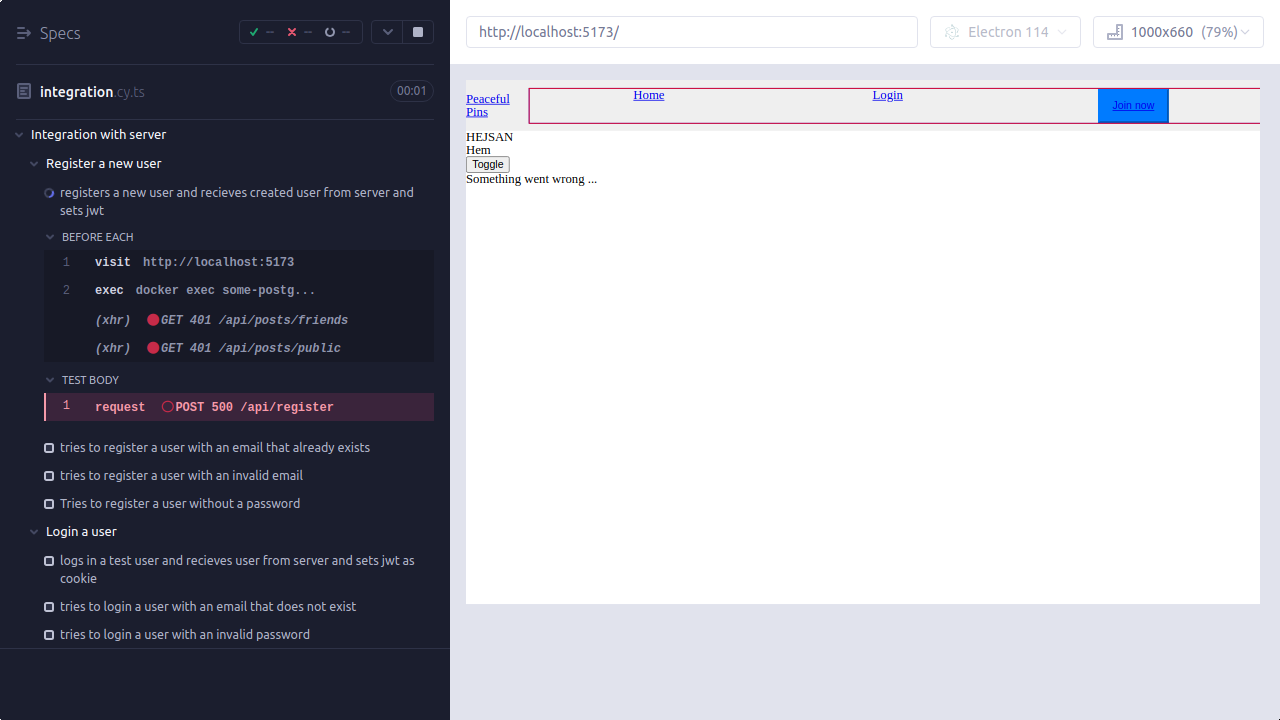 Specs
--
--
--
http://localhost:5173/
Electron 114
1000x660 (79%)
integration.cy.ts
00:01
Integration with server
Register a new user
registers a new user and recieves created user from server and
sets jwt
BEFORE EACH
1 visit http://localhost:5173
2 exec docker exec some-postg...
(xhr) GET 401 /api/posts/friends
(xhr) GET 401 /api/posts/public
TEST BODY
1 request POST 500 /api/register
tries to register a user with an email that already exists
tries to register a user with an invalid email
Tries to register a user without a password
Login a user
logs in a test user and recieves user from server and sets jwt as
cookie
tries to login a user with an email that does not exist
tries to login a user with an invalid password
Peaceful
Pins
Home
Login
Join now
HEJSAN
Hem
Toggle
Something went wrong ...